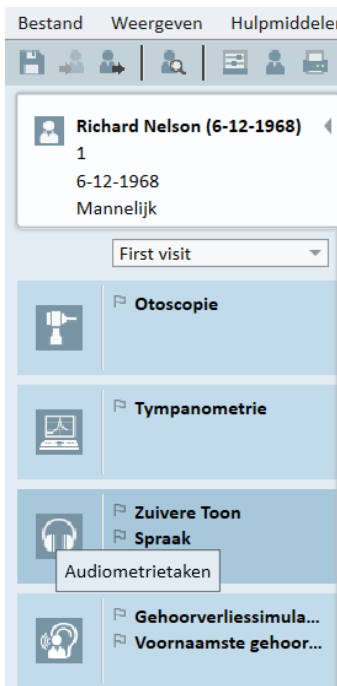 Bestand Weergeven Hulpmiddelen
Richard Nelson (6-12-1968)
1
6-12-1968
Mannelijk
First visit
Otoscopie
Tympanometrie
Zuivere Toon
Spraak
Audiometrietaken
Gehoorverliessimula...
Voornaamste gehoor...